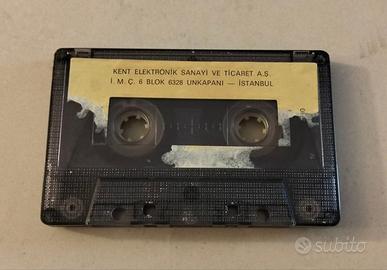 KENT ELEKTRONİK SANAYİ VE TİCARET A.Ş.
İ.M.Ç. 6 BLOK 6328 UNKAPANI — İSTANBUL
subito